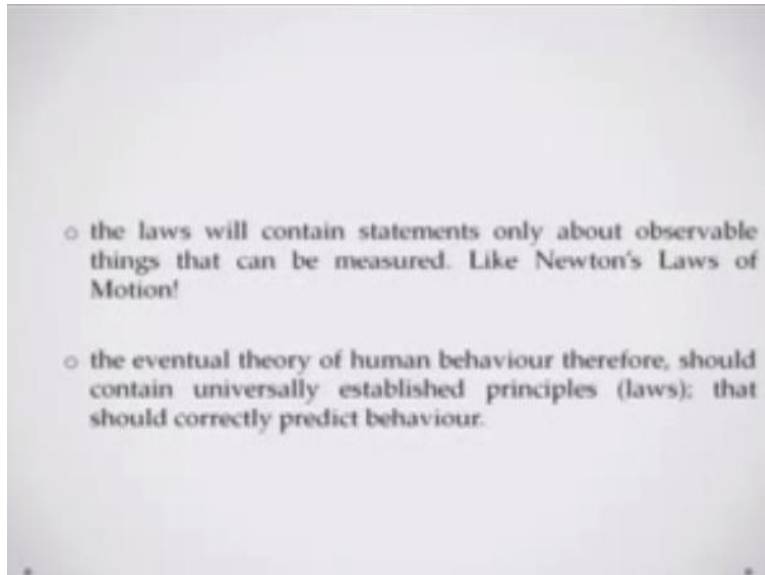 the laws will contain statements only about observable
things that can be measured. Like Newton's Laws of
Motion!
the eventual theory of human behaviour therefore, should
contain universally established principles (laws); that
should correctly predict behaviour.